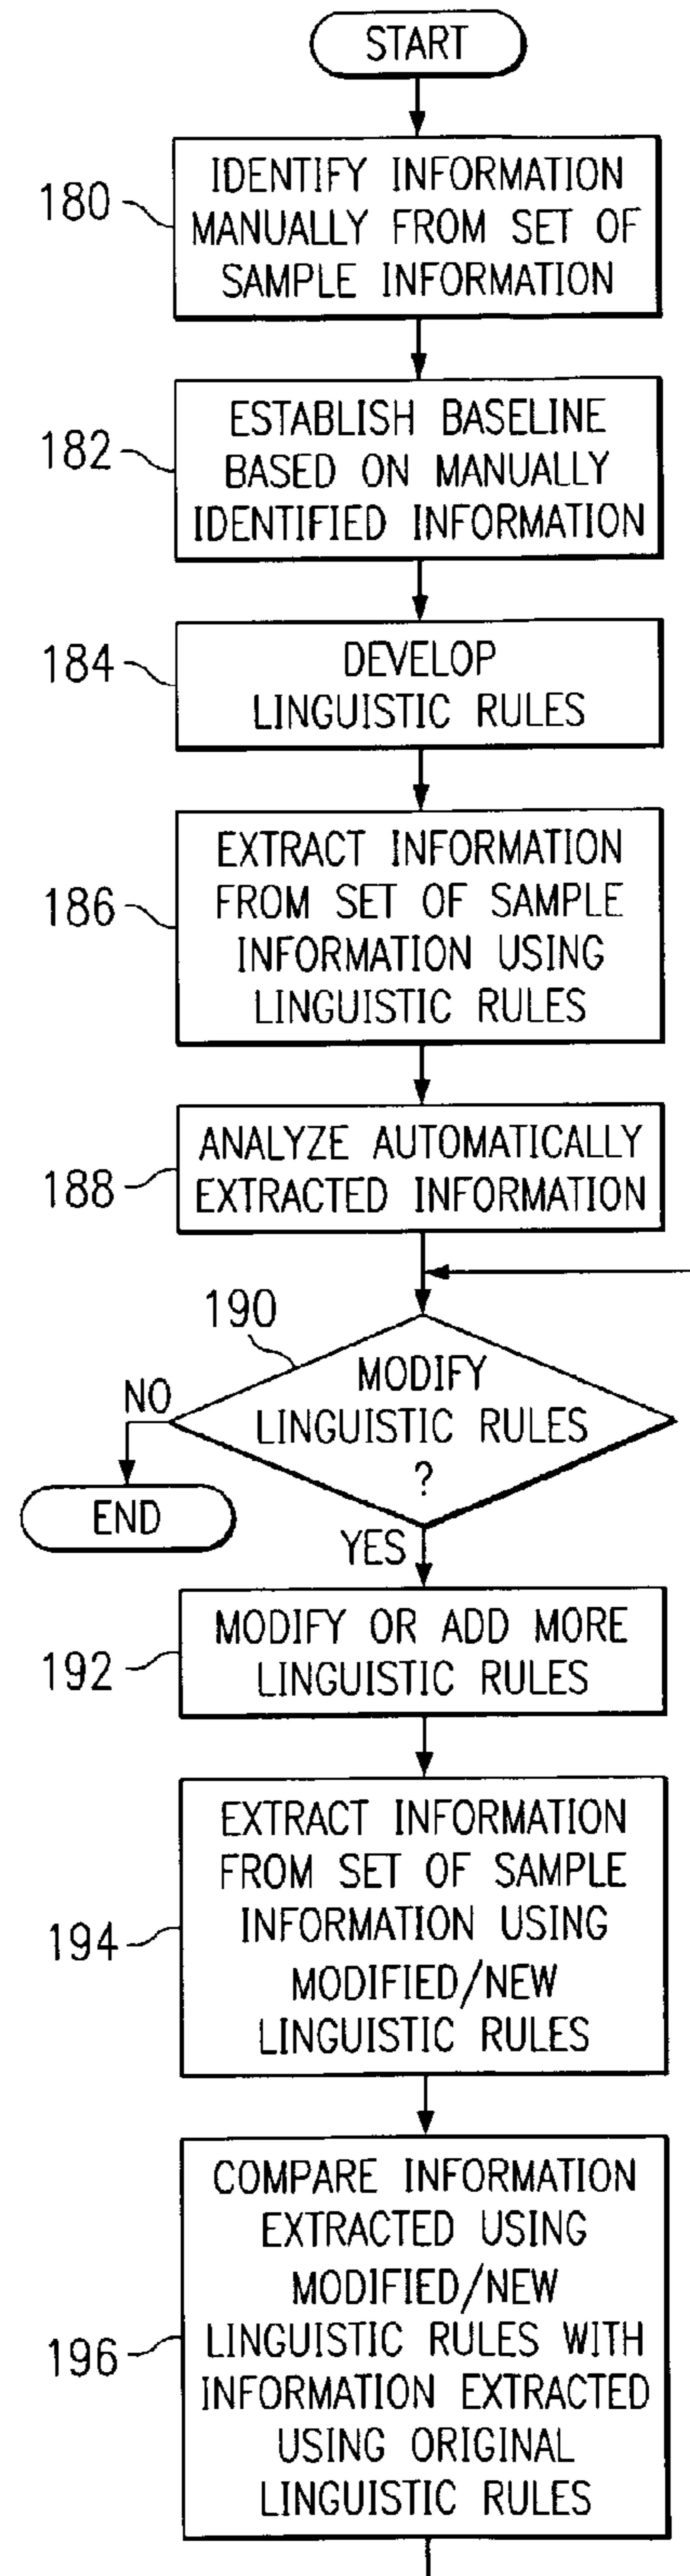 START
180
IDENTIFY INFORMATION
MANUALLY FROM SET OF
SAMPLE INFORMATION
182
ESTABLISH BASELINE
BASED ON MANUALLY
IDENTIFIED INFORMATION
184
DEVELOP
LINGUISTIC RULES
186
EXTRACT INFORMATION
FROM SET OF SAMPLE
INFORMATION USING
LINGUISTIC RULES
188
ANALYZE AUTOMATICALLY
EXTRACTED INFORMATION
190
MODIFY
LINGUISTIC RULES
?
NO
END
YES
192
MODIFY OR ADD MORE
LINGUISTIC RULES
194
EXTRACT INFORMATION
FROM SET OF SAMPLE
INFORMATION USING
MODIFIED/NEW
LINGUISTIC RULES
196
COMPARE INFORMATION
EXTRACTED USING
MODIFIED/NEW
LINGUISTIC RULES WITH
INFORMATION EXTRACTED
USING ORIGINAL
LINGUISTIC RULES